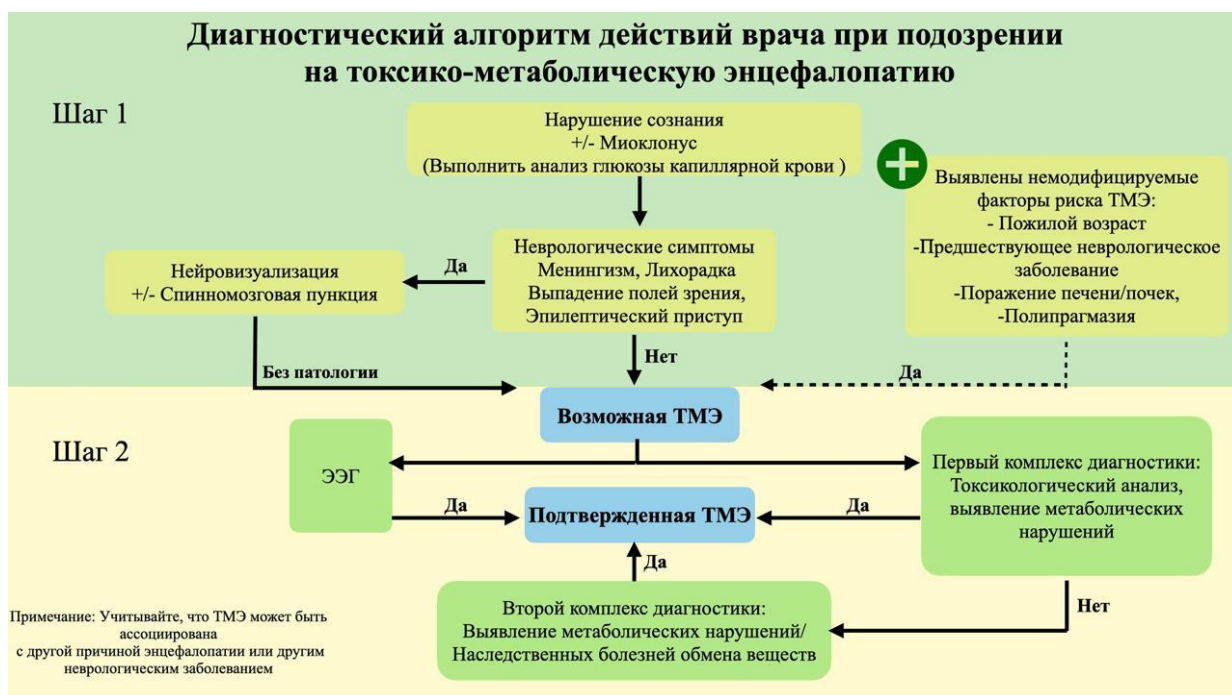 Диагностический алгоритм действий врача при подозрении
на токсико-метаболическую энцефалопатию
Шаг 1
Нарушение сознания
+/- Миоклонус
(Выполнить анализ глюкозы капиллярной крови )
Выявлены немодифицируемые
факторы риска ТМЭ:
- Пожилой возраст
-Предшествующее неврологическое
заболевание
-Поражение печени/почек,
-Полипрагмазия
Неврологические симптомы
Менингизм, Лихорадка
Выпадение полей зрения,
Эпилептический приступ
Да
Нейровизуализация
+/- Спинномозговая пункция
Без патологии
Нет
Да
Возможная ТМЭ
Шаг 2
ЭЭГ
Первый комплекс диагностики:
Токсикологический анализ,
выявление метаболических
нарушений
Да
Подтвержденная ТМЭ
Да
Да
Нет
Второй комплекс диагностики:
Выявление метаболических нарушений/
Наследственных болезней обмена веществ
Примечание: Учитывайте, что ТМЭ может быть
ассоциирована
с другой причиной энцефалопатии или другим
неврологическим заболеванием